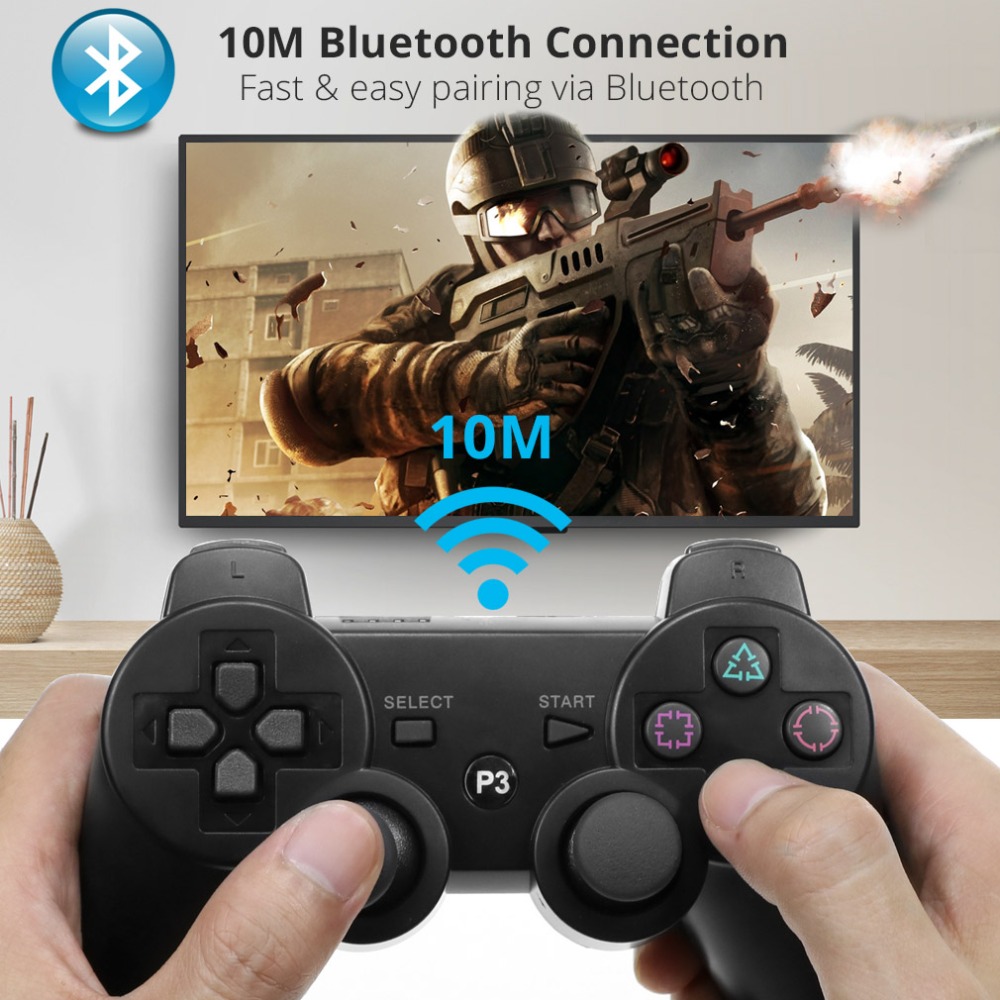 10M Bluetooth Connection
Fast & easy pairing via Bluetooth
10M
L
R
SELECT
START
P3